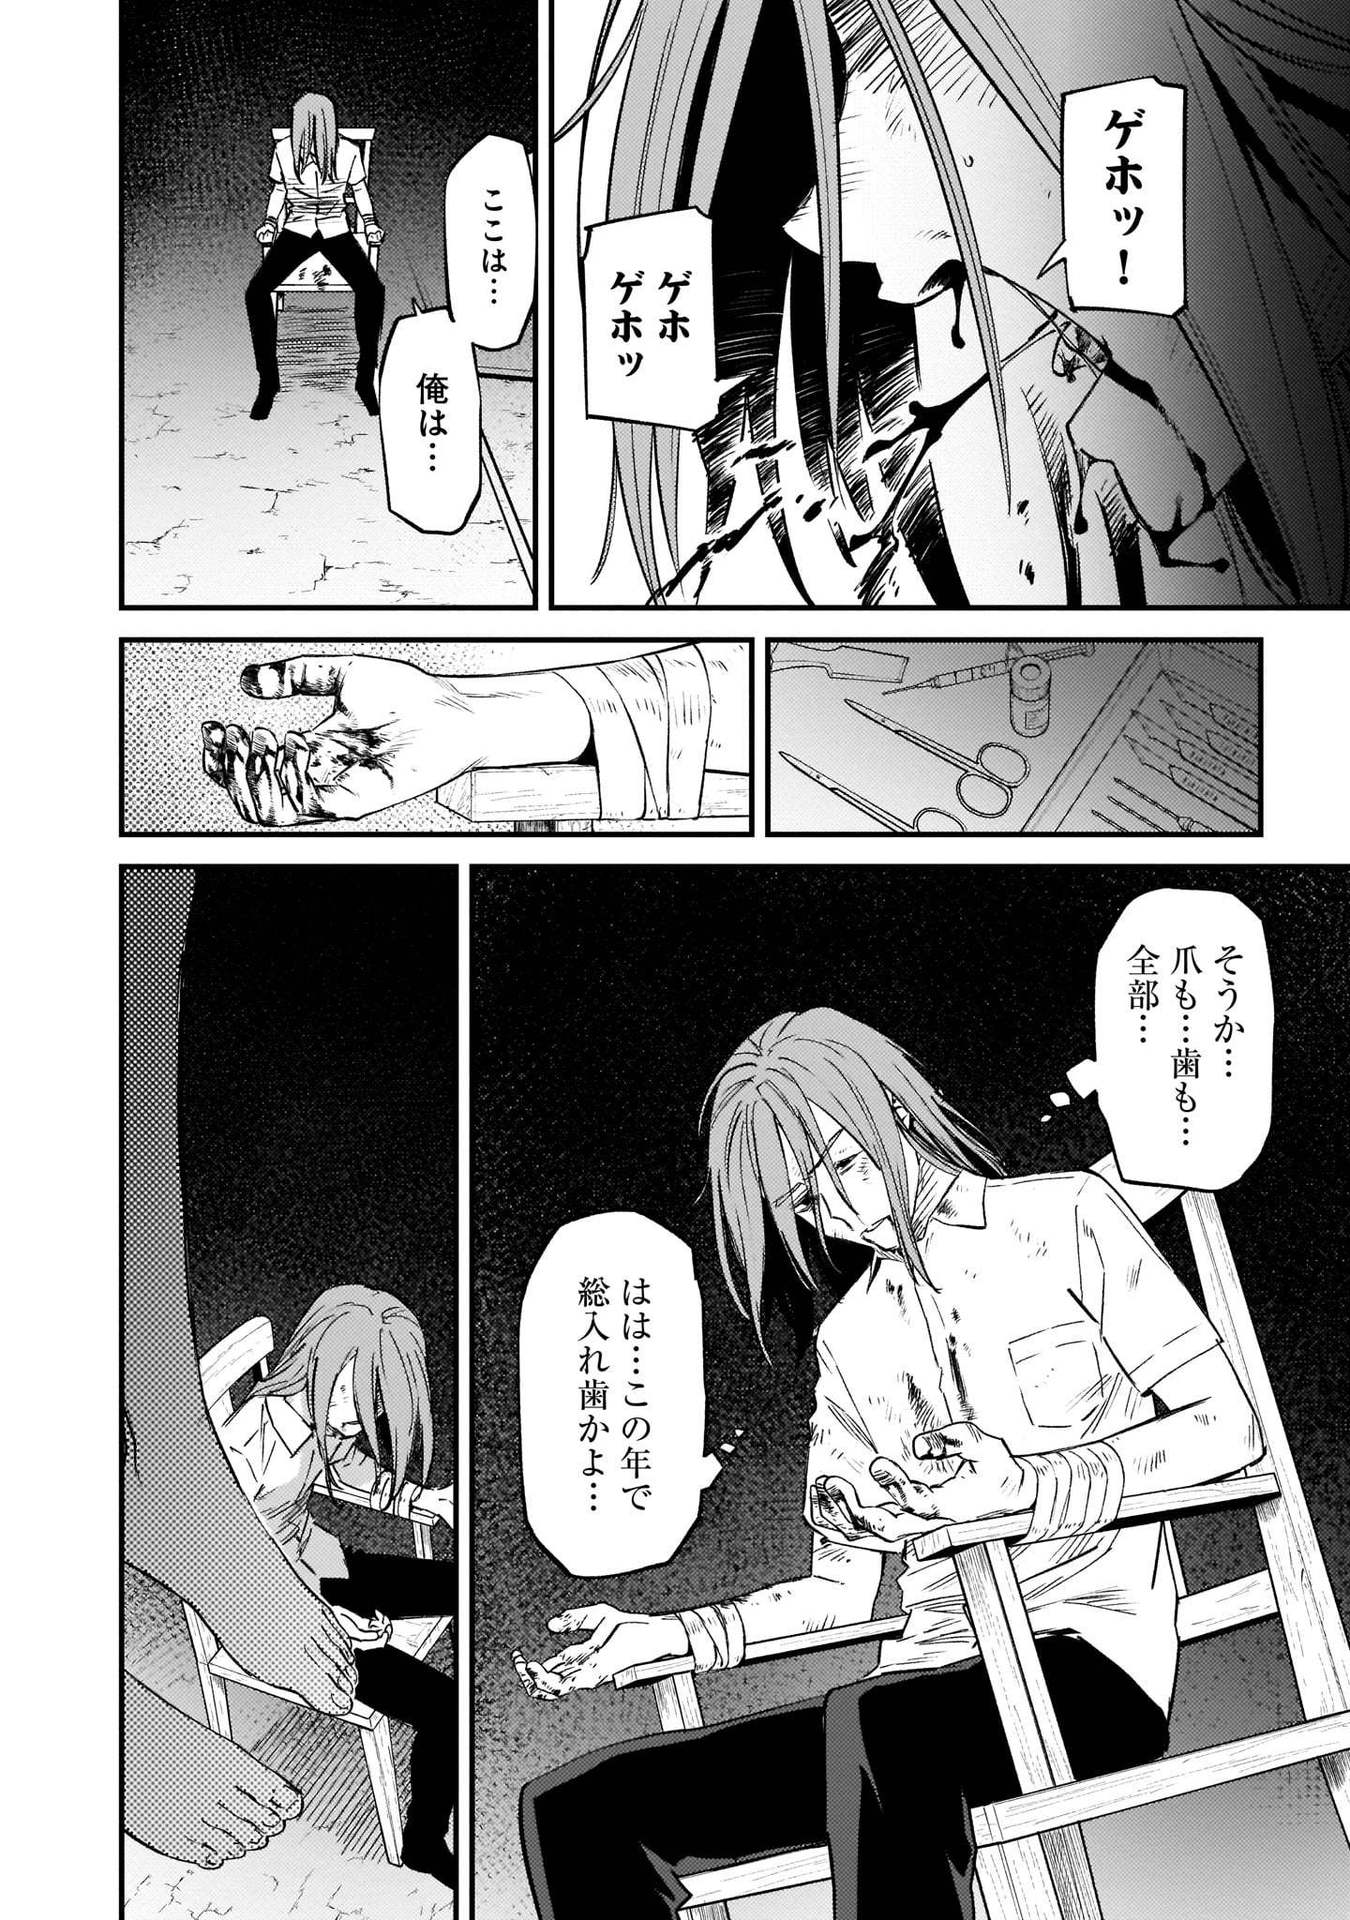 ゲホッ！
ゲホ
ゲホッ
ここは…
俺は…
そうか…
爪も…歯も…
全部…
はは…この年で
総入れ歯かよ…